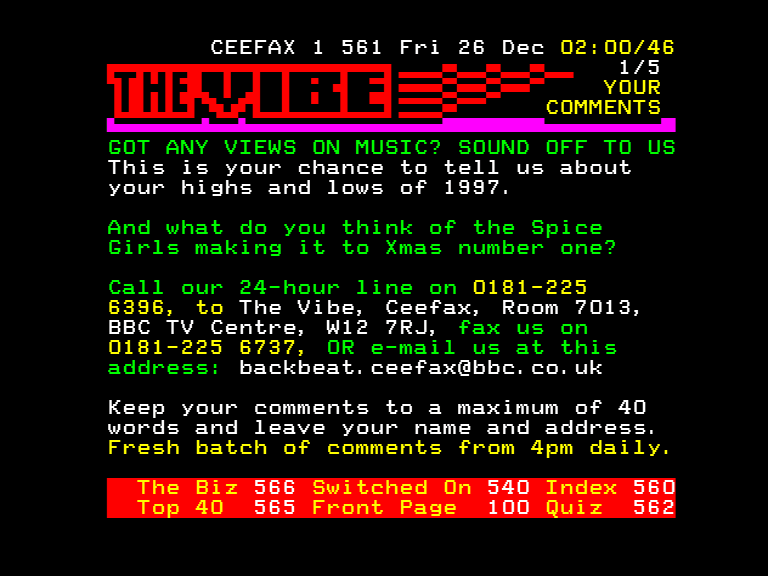 CEEFAX 1 561 Fri 26 Dec 02:00/46
THE VIBE
1/5
YOUR
COMMENTS
GOT ANY VIEWS ON MUSIC? SOUND OFF TO US
This is your chance to tell us about
your highs and lows of 1997.
And what do you think of the Spice
Girls making it to Xmas number one?
Call our 24-hour line on 0181-225
6396, to The Vibe, Ceefax, Room 7013,
BBC TV Centre, W12 7RJ, fax us on
0181-225 6737, OR e-mail us at this
address: backbeat.ceefax@bbc.co.uk
Keep your comments to a maximum of 40
words and leave your name and address.
Fresh batch of comments from 4pm daily.
The Biz 566 Switched On 540 Index 560
Top 40 565 Front Page 100 Quiz 562